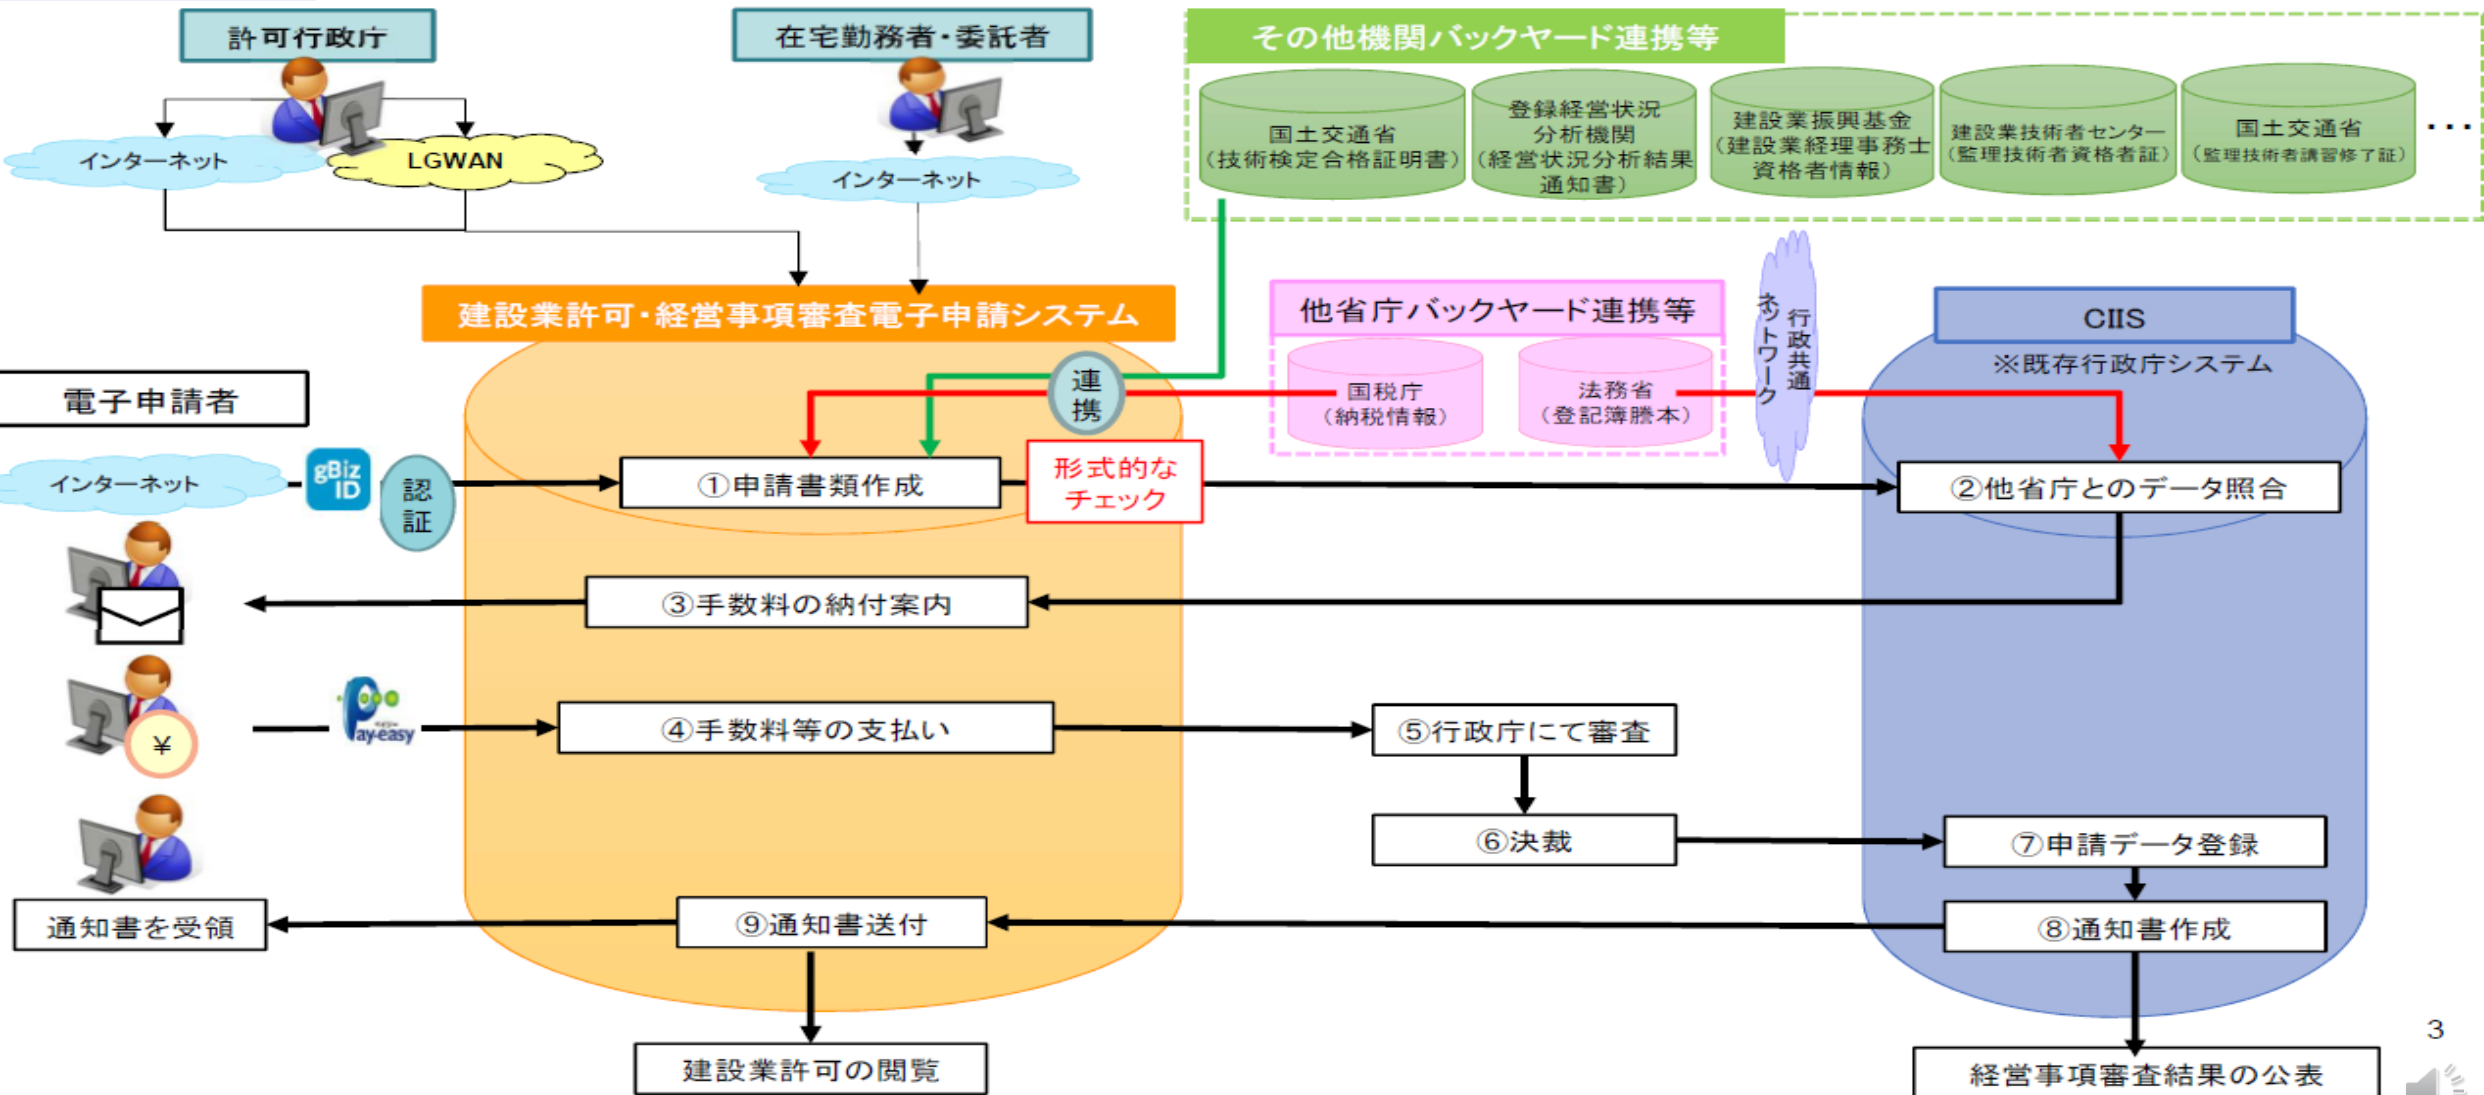 許可行政庁
在宅勤務者・委託者
その他機関バックヤード連携等
インターネット
LGWAN
インターネット
国土交通省
(技術検定合格証明書)
登録経営状況
分析機関
(経営状況分析結果
通知書)
建設業振興基金
(建設業経理事務士
資格者情報)
建設業技術者センター
(監理技術者資格者証)
国土交通省
(監理技術者講習修了証)
・・・
建設業許可・経営事項審査電子申請システム
他省庁バックヤード連携等
行政共通
ネットワーク
CIIS
※既存行政庁システム
電子申請者
連
携
国税庁
(納税情報)
法務省
(登記簿謄本)
インターネット
gBiz
ID
認
証
①申請書類作成
形式的な
チェック
②他省庁とのデータ照合
③手数料の納付案内
¥
Pay-easy
④手数料等の支払い
⑤行政庁にて審査
⑥決裁
⑦申請データ登録
通知書を受領
⑨通知書送付
⑧通知書作成
建設業許可の閲覧
経営事項審査結果の公表
3